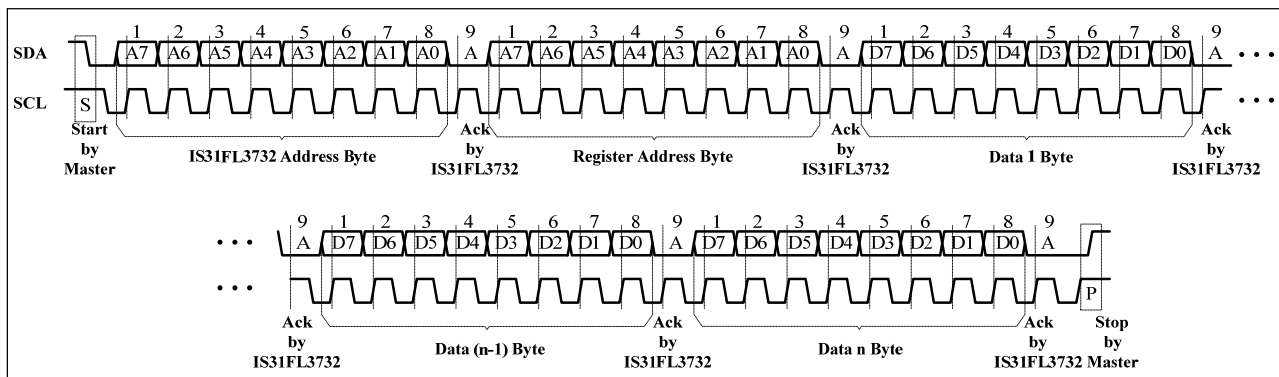 1 2 3 4 5 6 7 8 9 1 2 3 4 5 6 7 8 9 1 2 3 4 5 6 7 8 9
SDA A7 A6 A5 A4 A3 A2 A1 A0 A A7 A6 A5 A4 A3 A2 A1 A0 A D7 D6 D5 D4 D3 D2 D1 D0 A • • •
SCL S • • •
Start by Master
IS31FL3732 Address Byte
Ack by IS31FL3732
Register Address Byte
Ack by IS31FL3732
Data 1 Byte
Ack by IS31FL3732
9 1 2 3 4 5 6 7 8 9 1 2 3 4 5 6 7 8 9
• • • A D7 D6 D5 D4 D3 D2 D1 D0 A D7 D6 D5 D4 D3 D2 D1 D0 A
• • • P
Ack by IS31FL3732
Data (n-1) Byte
Ack by IS31FL3732
Data n Byte
Ack by IS31FL3732
Stop by Master